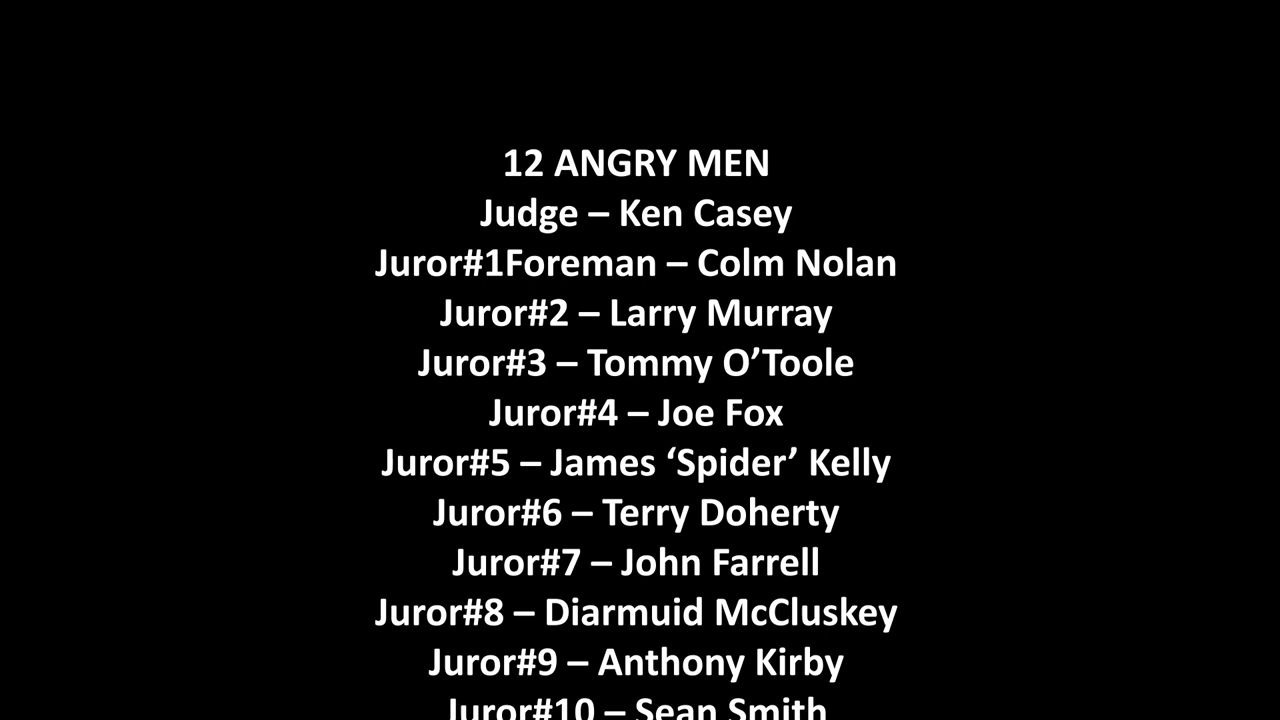 12 ANGRY MEN
Judge – Ken Casey
Juror#1Foreman – Colm Nolan
Juror#2 – Larry Murray
Juror#3 – Tommy O’Toole
Juror#4 – Joe Fox
Juror#5 – James ‘Spider’ Kelly
Juror#6 – Terry Doherty
Juror#7 – John Farrell
Juror#8 – Diarmuid McCluskey
Juror#9 – Anthony Kirby
Juror#10 – Sean Smith